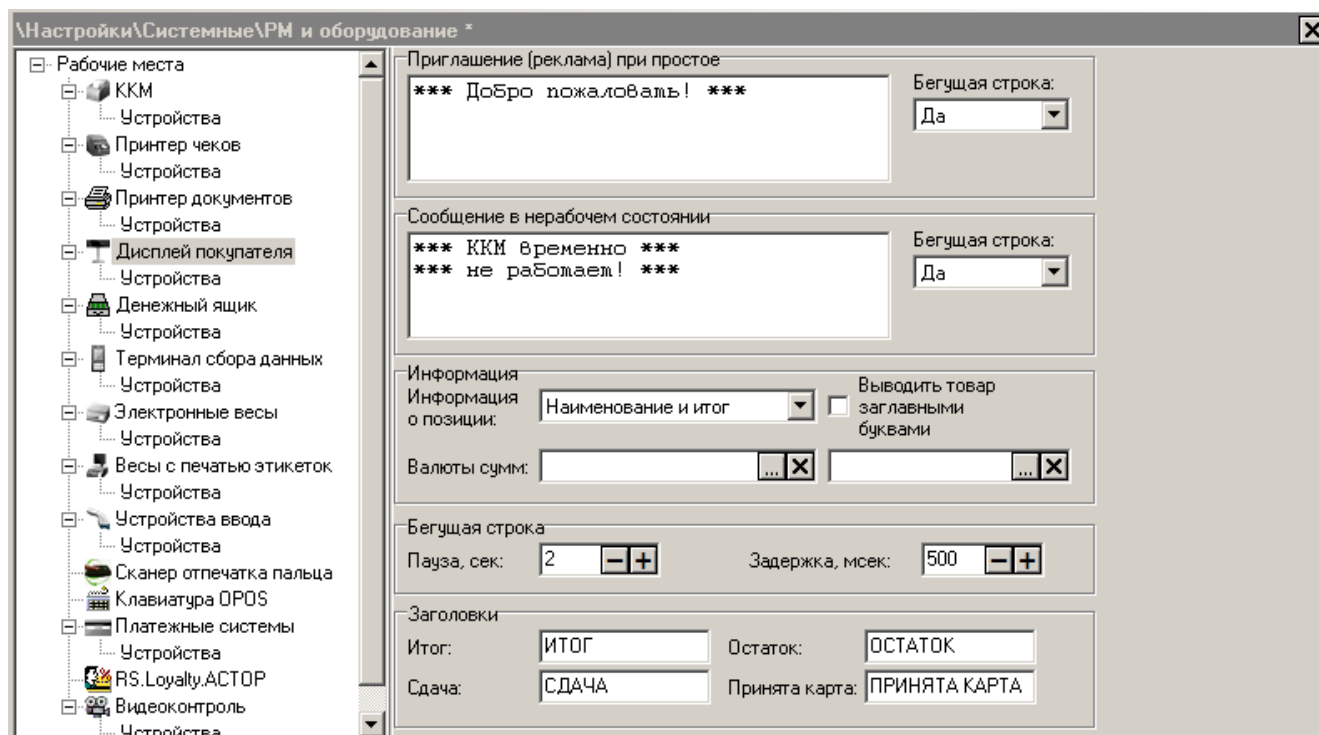 \Настройки\Системные\РМ и оборудование *
Рабочие места
ККМ
Устройства
Принтер чеков
Устройства
Принтер документов
Устройства
Дисплей покупателя
Устройства
Денежный ящик
Устройства
Терминал сбора данных
Устройства
Электронные весы
Устройства
Весы с печатью этикеток
Устройства
Устройства ввода
Устройства
Сканер отпечатка пальца
Клавиатура OPOS
Платежные системы
Устройства
RS.Loyalty.АСТОР
Видеоконтроль
Устройства
Приглашение (реклама) при простое
*** Добро пожаловать! ***
Бегущая строка:
Да
Сообщение в нерабочем состоянии
*** ККМ временно ***
*** не работает! ***
Бегущая строка:
Да
Информация
Информация
о позиции:
Наименование и итог
Выводить товар
заглавными
буквами
Валюты сумм:
...
...
Бегущая строка
Пауза, сек: 2
Задержка, мсек: 500
Заголовки
Итог: ИТОГ
Остаток: ОСТАТОК
Сдача: СДАЧА
Принята карта: ПРИНЯТА КАРТА